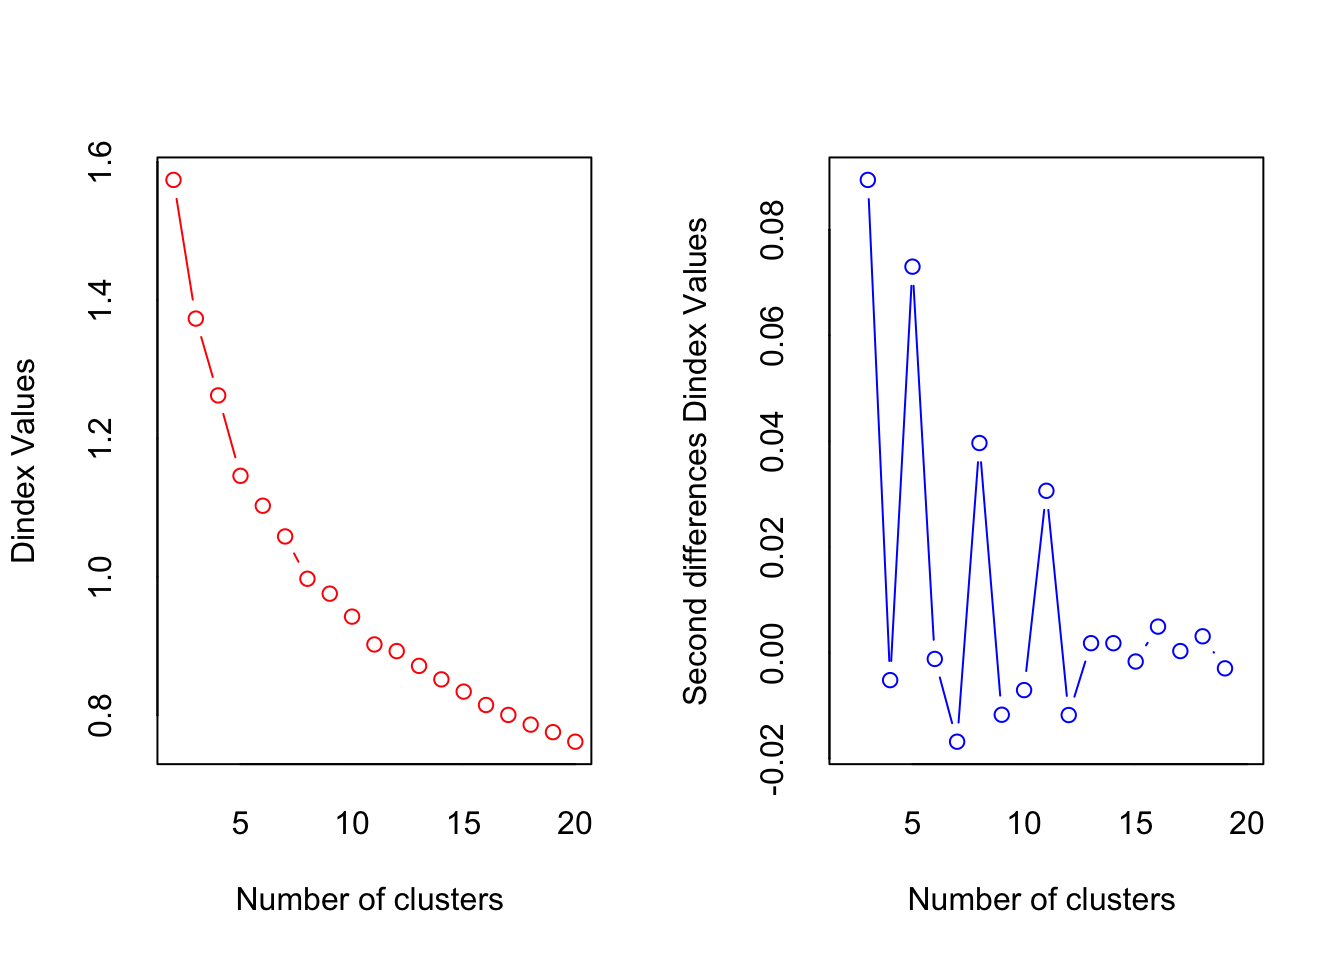 Dindex Values
1.6
1.4
1.2
1.0
0.8
5 10 15 20
Number of clusters
Second differences Dindex Values
0.08
0.06
0.04
0.02
0.00
-0.02
5 10 15 20
Number of clusters